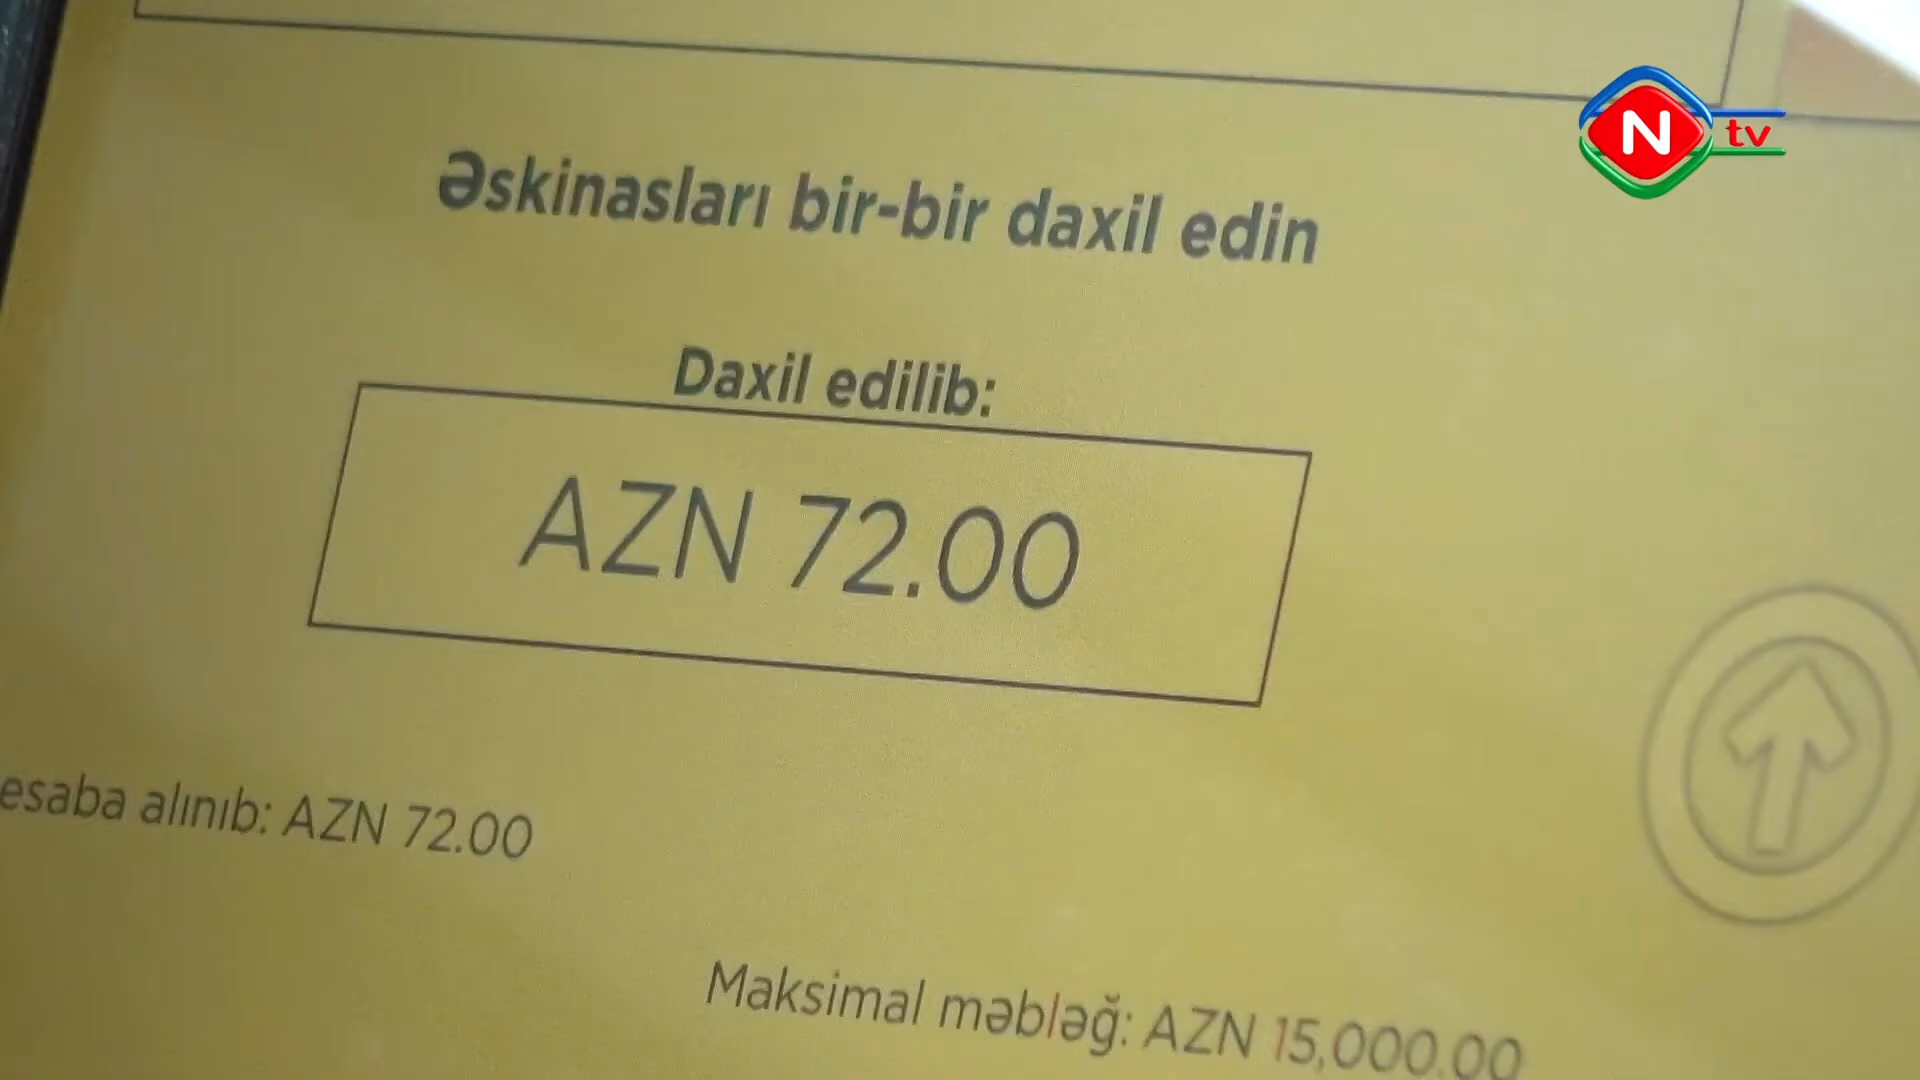 N tv
Əskinasları bir-bir daxil edin
Daxil edilib:
AZN 72.00
esaba alınıb: AZN 72.00
Maksimal məbləğ: AZN 15,000.00